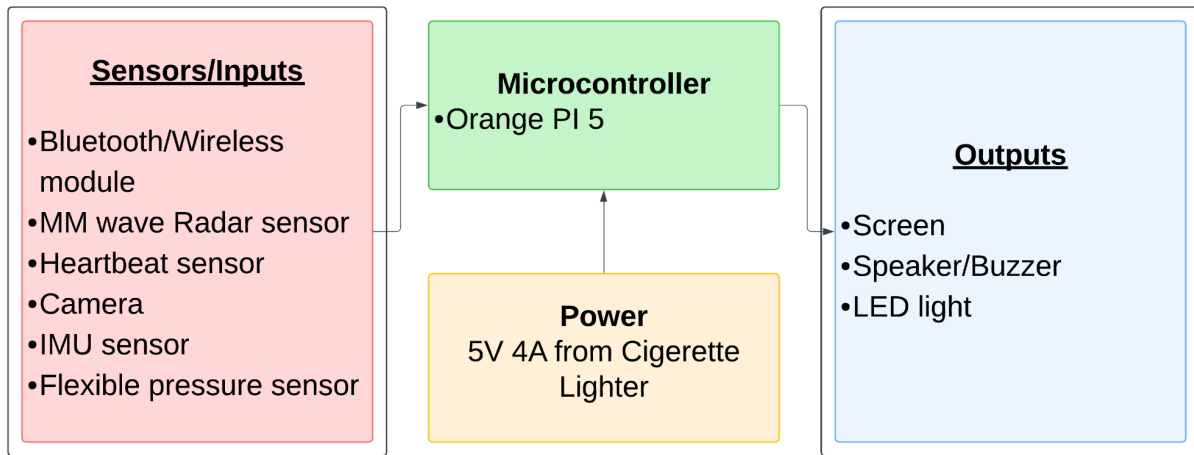 Sensors/Inputs
•Bluetooth/Wireless
module
•MM wave Radar sensor
•Heartbeat sensor
•Camera
•IMU sensor
•Flexible pressure sensor
Microcontroller
•Orange PI 5
Power
5V 4A from Cigerette
Lighter
Outputs
•Screen
•Speaker/Buzzer
•LED light